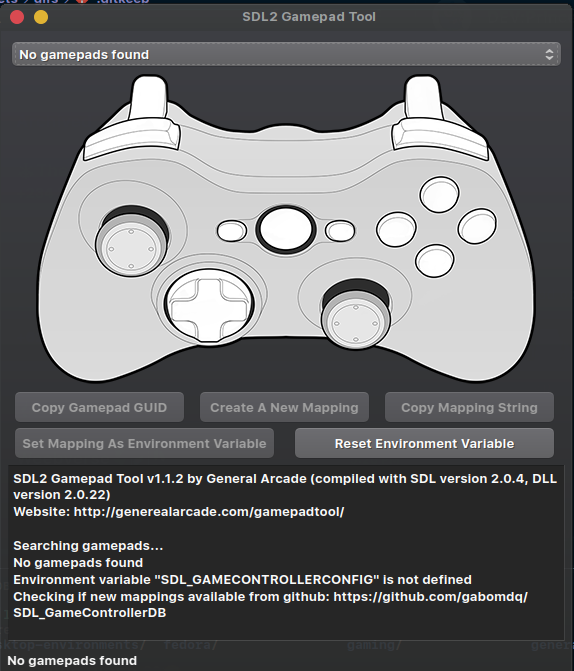 SDL2 Gamepad Tool
No gamepads found
Copy Gamepad GUID
Create A New Mapping
Copy Mapping String
Set Mapping As Environment Variable
Reset Environment Variable
SDL2 Gamepad Tool v1.1.2 by General Arcade (compiled with SDL version 2.0.4, DLL
version 2.0.22)
Website: http://generealarcade.com/gamepadtool/
Searching gamepads...
No gamepads found
Environment variable "SDL_GAMECONTROLLERCONFIG" is not defined
Checking if new mappings available from github: https://github.com/gabomdq/
SDL_GameControllerDB
fedora/ gaming/
No gamepads found